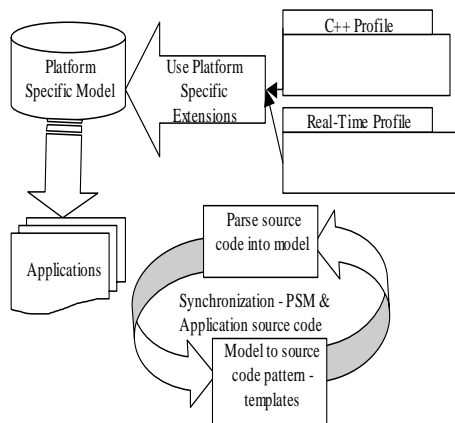 C++ Profile
Platform
Specific Model
Use Platform
Specific
Extensions
Real-Time Profile
Applications
Parse source
code into model
Synchronization - PSM &
Application source code
Model to source
code pattern -
templates